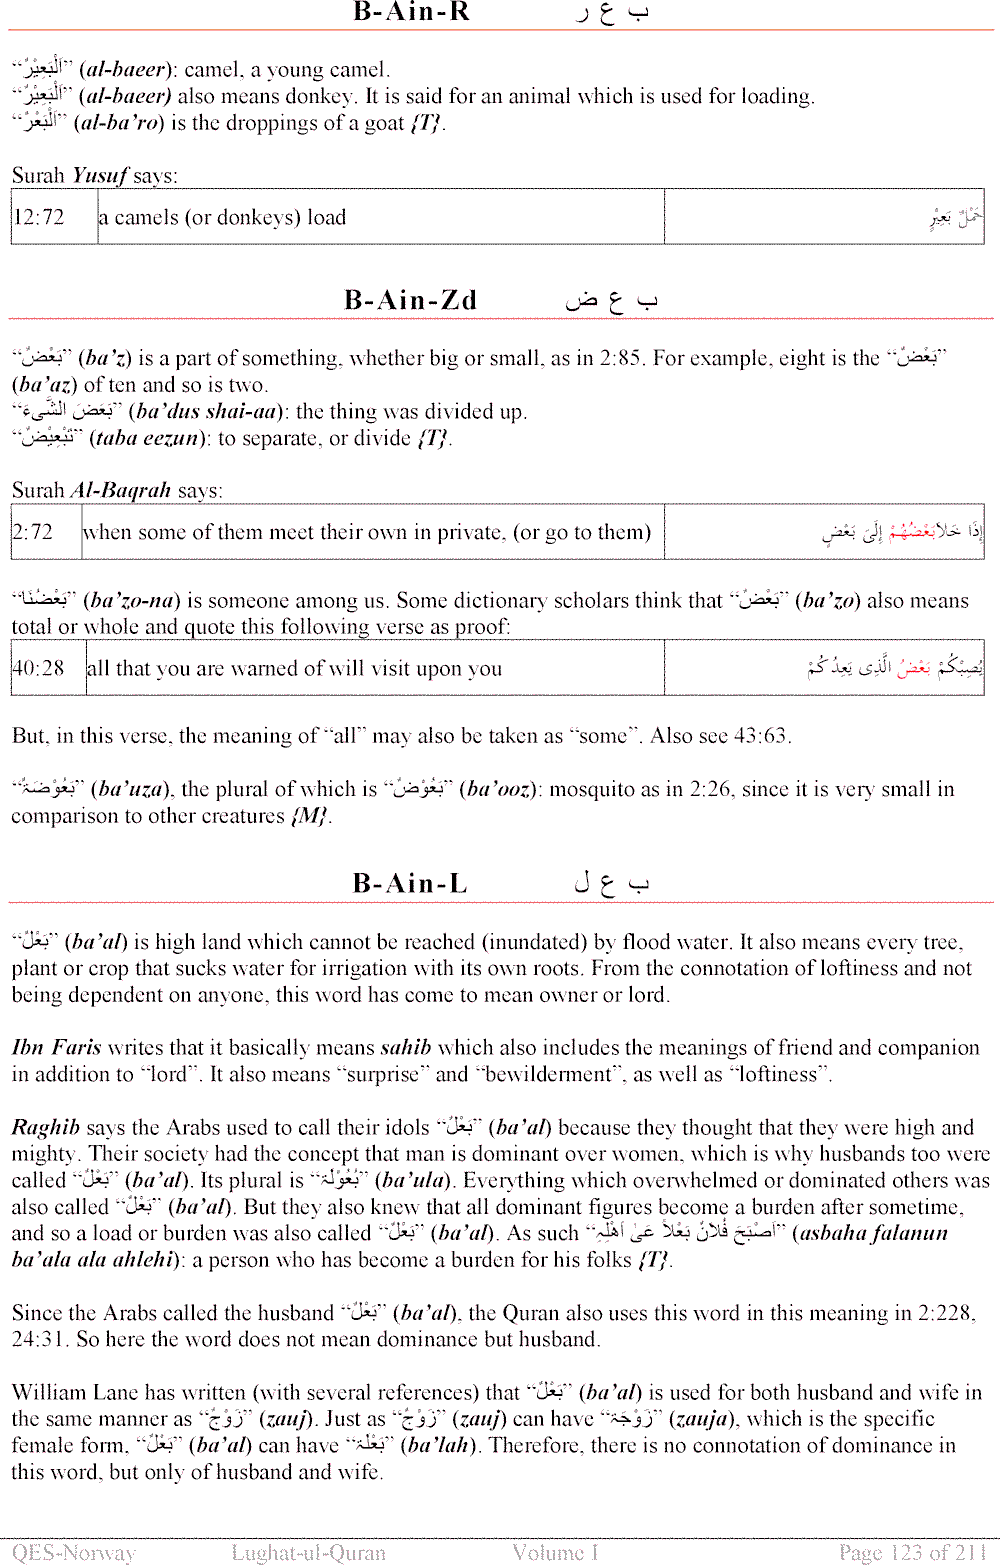 B-Ain-R ب ع ر
“اَلْبَعِيْرُ” (al-baeer): camel, a young camel.
“اَلْبَعِيْرُ” (al-baeer) also means donkey. It is said for an animal which is used for loading.
“اَلْبَعْرُ” (al-ba’ro) is the droppings of a goat {T}.
Surah Yusuf says:
12:72 a camels (or donkeys) load حِمْلُ بَعِيْرٍ
B-Ain-Zd ب ع ض
“بَعْضٌ” (ba’z) is a part of something, whether big or small, as in 2:85. For example, eight is the “بَعْضٌ”
(ba’az) of ten and so is two.
“بَعَضَ الشَّیءَ” (ba’dus shai-aa): the thing was divided up.
“تَبْعِيْضٌ” (taba eezun): to separate, or divide {T}.
Surah Al-Baqrah says:
2:72 when some of them meet their own in private, (or go to them) إِذَا خَلاَبَعْضُهُمْ إِلَیٰ بَعْضٍ
“بَعْضُنَا” (ba’zo-na) is someone among us. Some dictionary scholars think that “بَعْضٌ” (ba’zo) also means
total or whole and quote this following verse as proof:
40:28 all that you are warned of will visit upon you يُصِبْكُمْ بَعْضُ الَّذِی يَعِدُكُمْ
But, in this verse, the meaning of “all” may also be taken as “some”. Also see 43:63.
“بَعُوْضَۃٌ” (ba’uza), the plural of which is “بَعُوْضٌ” (ba’ooz): mosquito as in 2:26, since it is very small in
comparison to other creatures {M}.
B-Ain-L ب ع ل
“بَعْلٌ” (ba’al) is high land which cannot be reached (inundated) by flood water. It also means every tree,
plant or crop that sucks water for irrigation with its own roots. From the connotation of loftiness and not
being dependent on anyone, this word has come to mean owner or lord.
Ibn Faris writes that it basically means sahib which also includes the meanings of friend and companion
in addition to “lord”. It also means “surprise” and “bewilderment”, as well as “loftiness”.
Raghib says the Arabs used to call their idols “بَعْلٌ” (ba’al) because they thought that they were high and
mighty. Their society had the concept that man is dominant over women, which is why husbands too were
called “بَعْلٌ” (ba’al). Its plural is “بُعُوْلَۃٌ” (ba’ula). Everything which overwhelmed or dominated others was
also called “بَعْلٌ” (ba’al). But they also knew that all dominant figures become a burden after sometime,
and so a load or burden was also called “بَعْلٌ” (ba’al). As such “اَصْبَحَ فُلَانٌ بَعْلاً عَلیٰ اَھْلِہٖ” (asbaha falanun
ba’ala ala ahlehi): a person who has become a burden for his folks {T}.
Since the Arabs called the husband “بَعْلٌ” (ba’al), the Quran also uses this word in this meaning in 2:228,
24:31. So here the word does not mean dominance but husband.
William Lane has written (with several references) that “بَعْلٌ” (ba’al) is used for both husband and wife in
the same manner as “زَوْجٌ” (zauj). Just as “زَوْجٌ” (zauj) can have “زَوْجَۃ” (zauja), which is the specific
female form, “بَعْلٌ” (ba’al) can have “بَعْلَۃ” (ba’lah). Therefore, there is no connotation of dominance in
this word, but only of husband and wife.
QES-Norway Lughat-ul-Quran Volume I Page 123 of 211